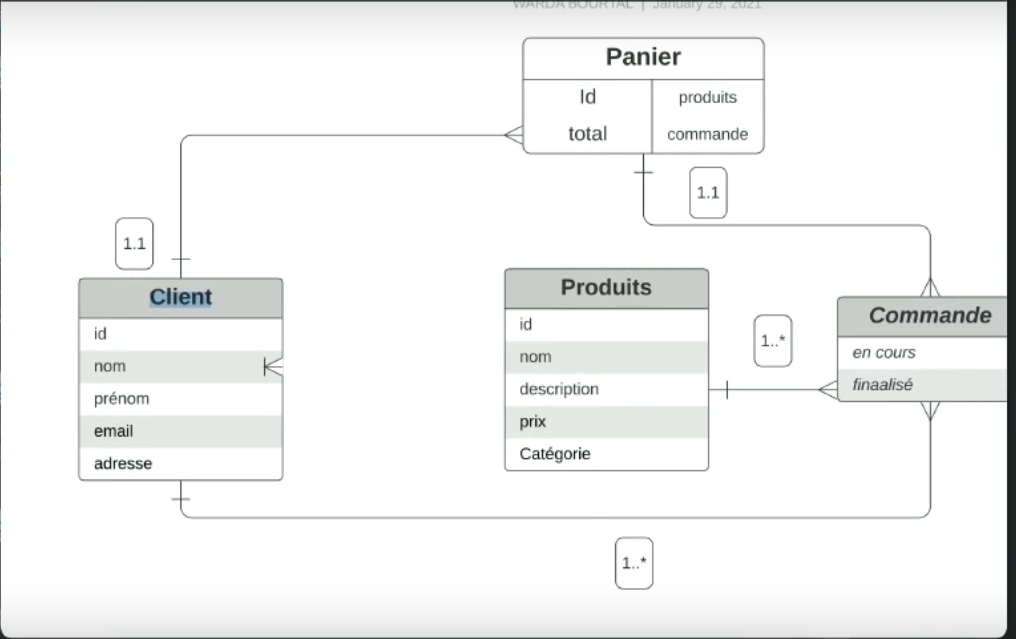 WARDA BOURTAL | January 29, 2021
Panier
Id
produits
total
commande
1.1
1.1
Client
id
nom
prénom
email
adresse
Produits
id
nom
description
prix
Catégorie
1..*
Commande
en cours
finaalisé
1..*